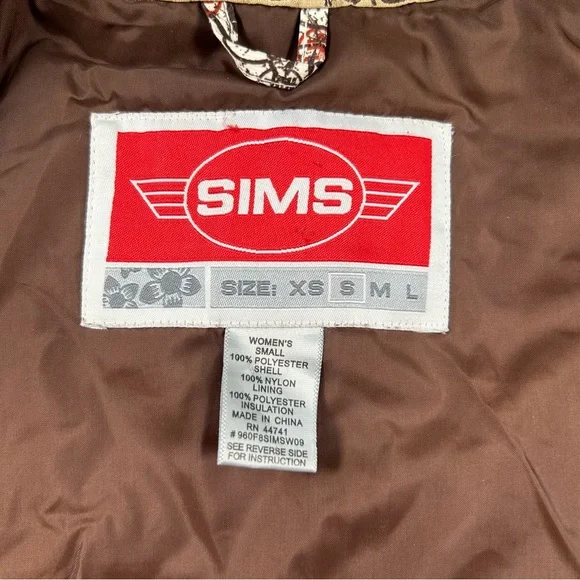 SIMS
SIZE: XS S M L
WOMEN'S
SMALL
100% POLYESTER
SHELL
100% NYLON
LINING
100% POLYESTER
INSULATION
MADE IN CHINA
RN 44741
# 960F8SIMSW09
SEE REVERSE SIDE
FOR INSTRUCTION